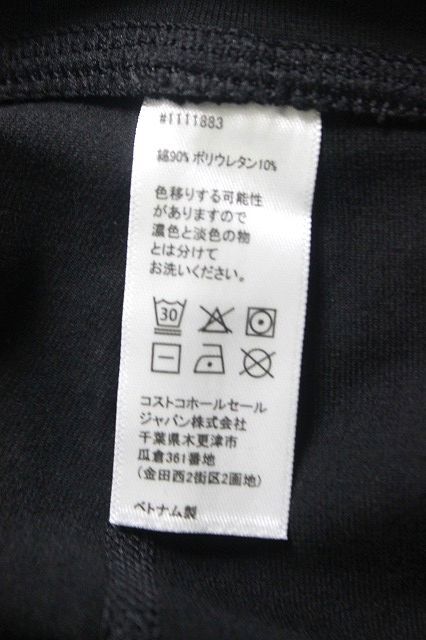 #1111883
綿90% ポリウレタン10%
色移りする可能性
がありますので
濃色と淡色の物
とは分けて
お洗いください。
30
コストコホールセール
ジャパン株式会社
千葉県木更津市
瓜倉361番地
(金田西2街区2画地)
ベトナム製